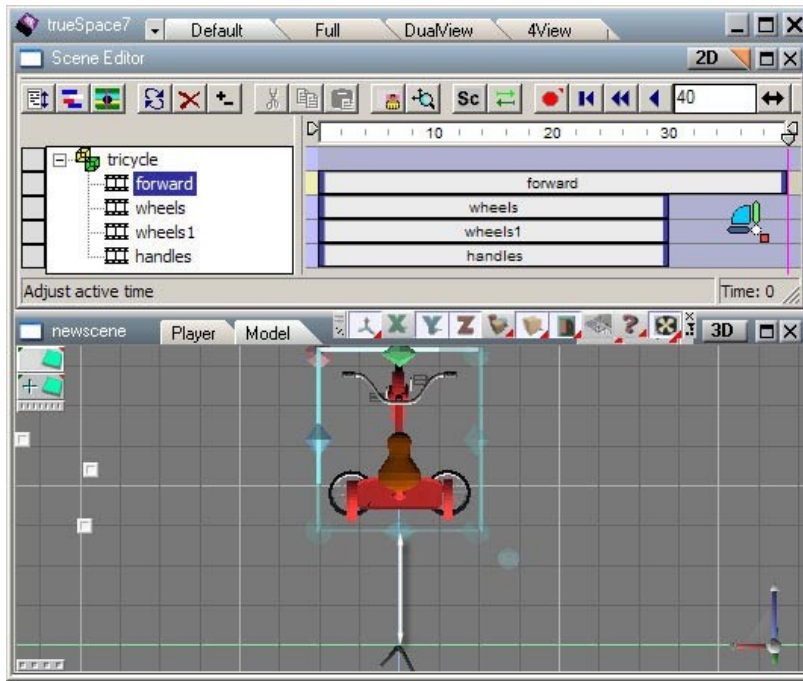 trueSpace7 Default Full DualView 4View
Scene Editor 2D
Sc 40
10 20 30
tricycle
forward forward
wheels wheels
wheels1 wheels1
handles handles
Adjust active time Time: 0
newscene Player Model X Y Z ? 3D